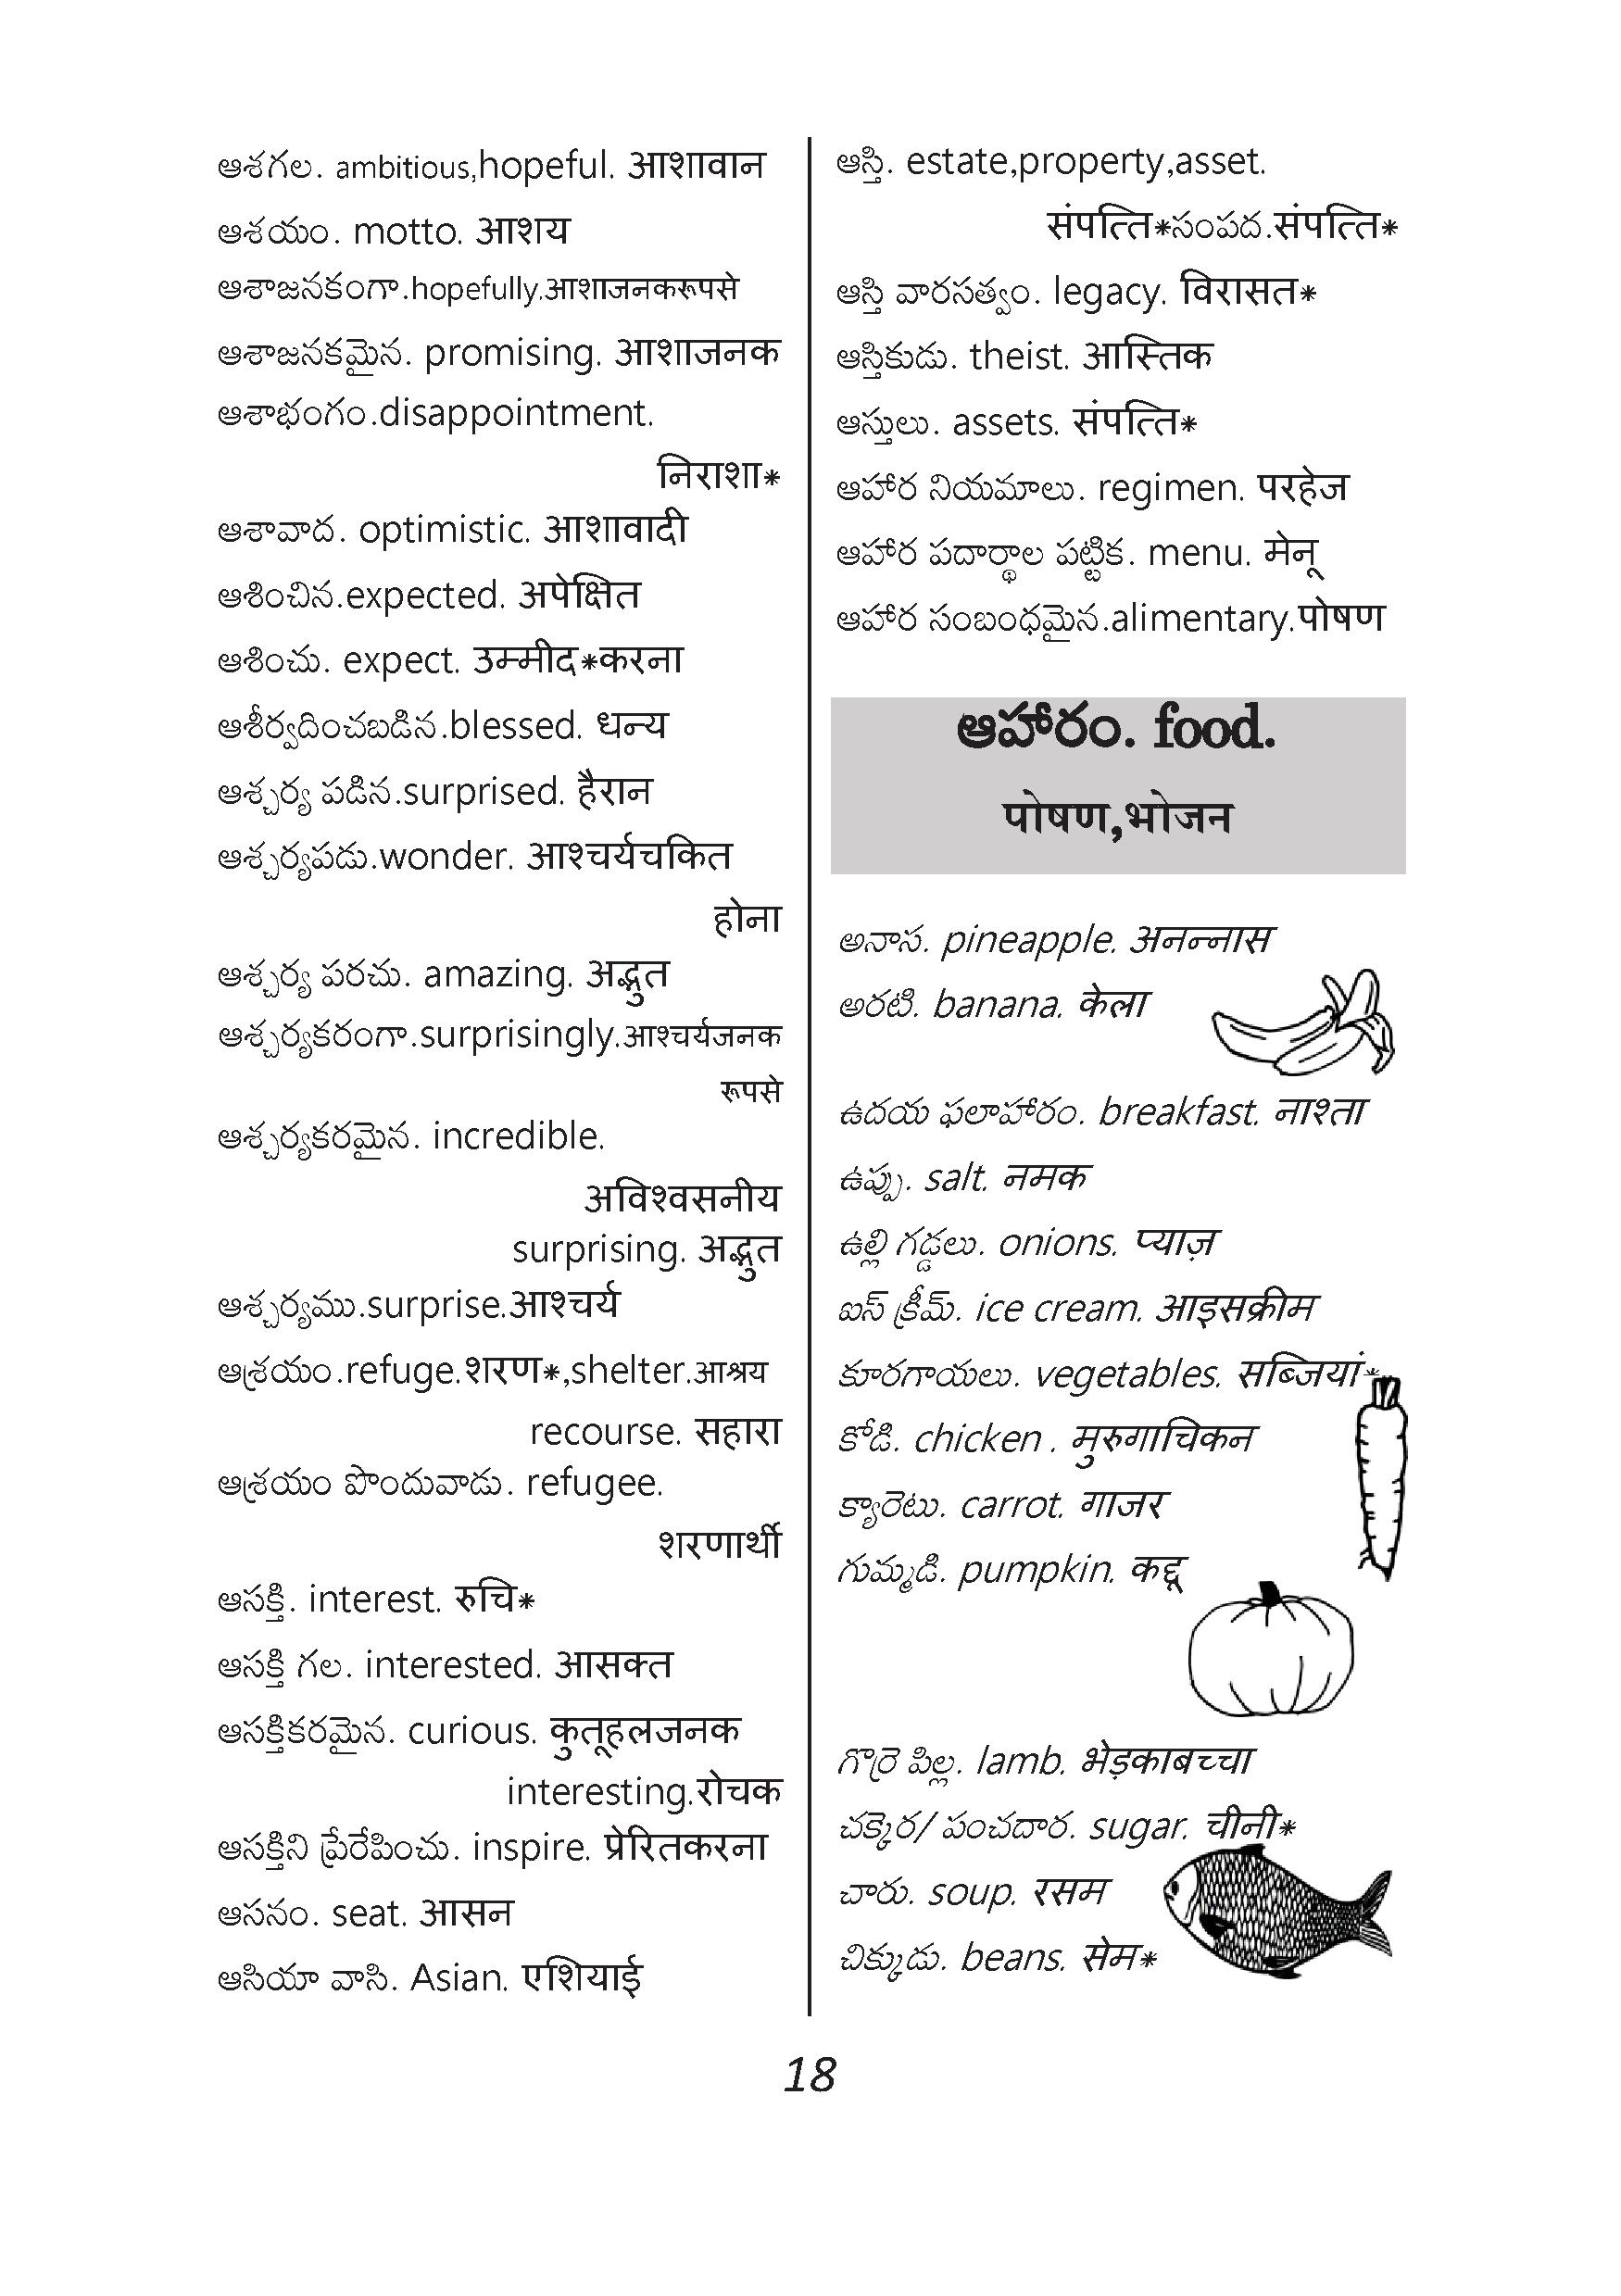 ఆశగల. ambitious,hopeful. आशावान
ఆశయం. motto. आशय
ఆశాజనకంగా.hopefully.आशाजनकरूपसे
ఆశాజనకమైన. promising. आशाजनक
ఆశాభంగం.disappointment.
निराशा*
ఆశావాద. optimistic. आशावादी
ఆశించిన.expected. अपेक्षित
ఆశించు. expect. उम्मीद*करना
ఆశీర్వదించబడిన.blessed. धन्य
ఆశ్చర్య పడిన.surprised. हैरान
ఆశ్చర్యపడు.wonder. आश्चर्यचकित
होना
ఆశ్చర్య పరచు. amazing. अद्भुत
ఆశ్చర్యకరంగా.surprisingly.आश्चर्यजनक
रूपसे
ఆశ్చర్యకరమైన. incredible.
अविश्वसनीय
surprising. अद्भुत
ఆశ్చర్యము.surprise.आश्चर्य
ఆశ్రయం.refuge.शरण*,shelter.आश्रय
recourse. सहारा
ఆశ్రయం పొందువాడు. refugee.
शरणार्थी
ఆసక్తి. interest. रुचि*
ఆసక్తి గల. interested. आसक्त
ఆసక్తికరమైన. curious. कुतूहलजनक
interesting.रोचक
ఆసక్తిని ప్రేరేపించు. inspire. प्रेरितकरना
ఆసనం. seat. आसन
ఆసియా వాసి. Asian. एशियाई
ఆస్తి. estate,property,asset.
संपत्ति*సంపద.संपत्ति*
ఆస్తి వారసత్వం. legacy. विरासत*
ఆస్తికుడు. theist. आस्तिक
ఆస్తులు. assets. संपत्ति*
ఆహార నియమాలు. regimen. परहेज
ఆహార పదార్థాల పట్టిక. menu. मेनू
ఆహార సంబంధమైన.alimentary.पोषण
ఆహారం. food.
पोषण,भोजन
అనాస. pineapple. अनन्नास
అరటి. banana. केला
ఉదయ ఫలాహారం. breakfast. नाश्ता
ఉప్పు. salt. नमक
ఉల్లి గడ్డలు. onions. प्याज़
ఐస్ క్రీమ్. ice cream. आइसक्रीम
కూరగాయలు. vegetables. सब्जियां*
కోడి. chicken . मुरुगाचिकन
క్యారెటు. carrot. गाजर
గుమ్మడి. pumpkin. कद्दू
గొర్రె పిల్ల. lamb. भेड़काबच्चा
చక్కెర/ పంచదార. sugar. चीनी*
చారు. soup. रसम
చిక్కుడు. beans. सेम*
18